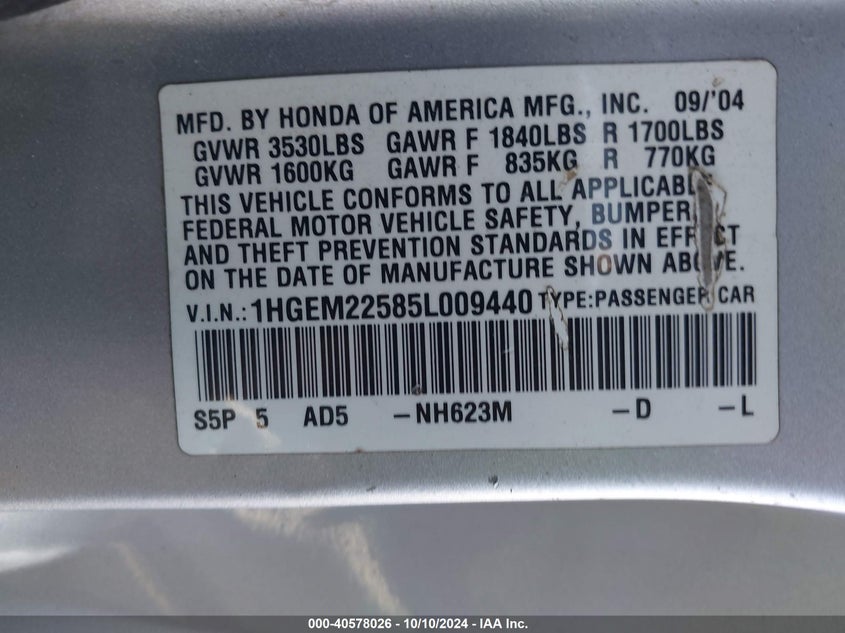 MFD. BY HONDA OF AMERICA MFG., INC. 09/'04
GVWR 3530LBS GAWR F 1840LBS R 1700LBS
GVWR 1600KG GAWR F 835KG R 770KG
THIS VEHICLE CONFORMS TO ALL APPLICABLE
FEDERAL MOTOR VEHICLE SAFETY, BUMPER,
AND THEFT PREVENTION STANDARDS IN EFFECT
ON THE DATE OF MANUFACTURE SHOWN ABOVE.
V.I.N.: 1HGEM22585L009440 TYPE:PASSENGER CAR
S5P 5 AD5 -NH623M -D -L
000-40578026 - 10/10/2024 - IAA Inc.